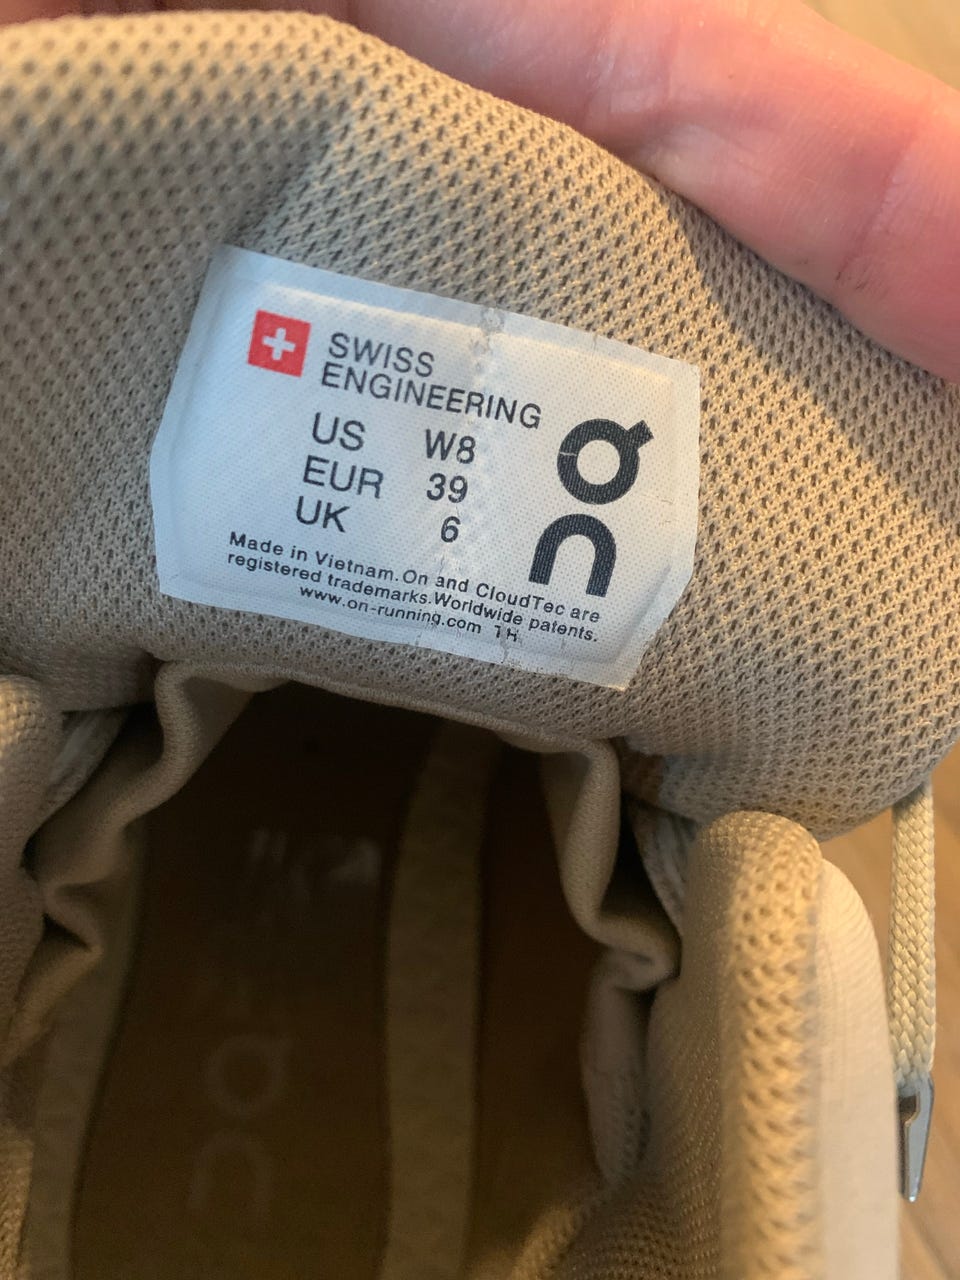 SWISS
ENGINEERING
US W8
EUR 39
UK 6
On
Made in Vietnam.On and CloudTec are
registered trademarks.Worldwide patents.
www.on-running.com TH